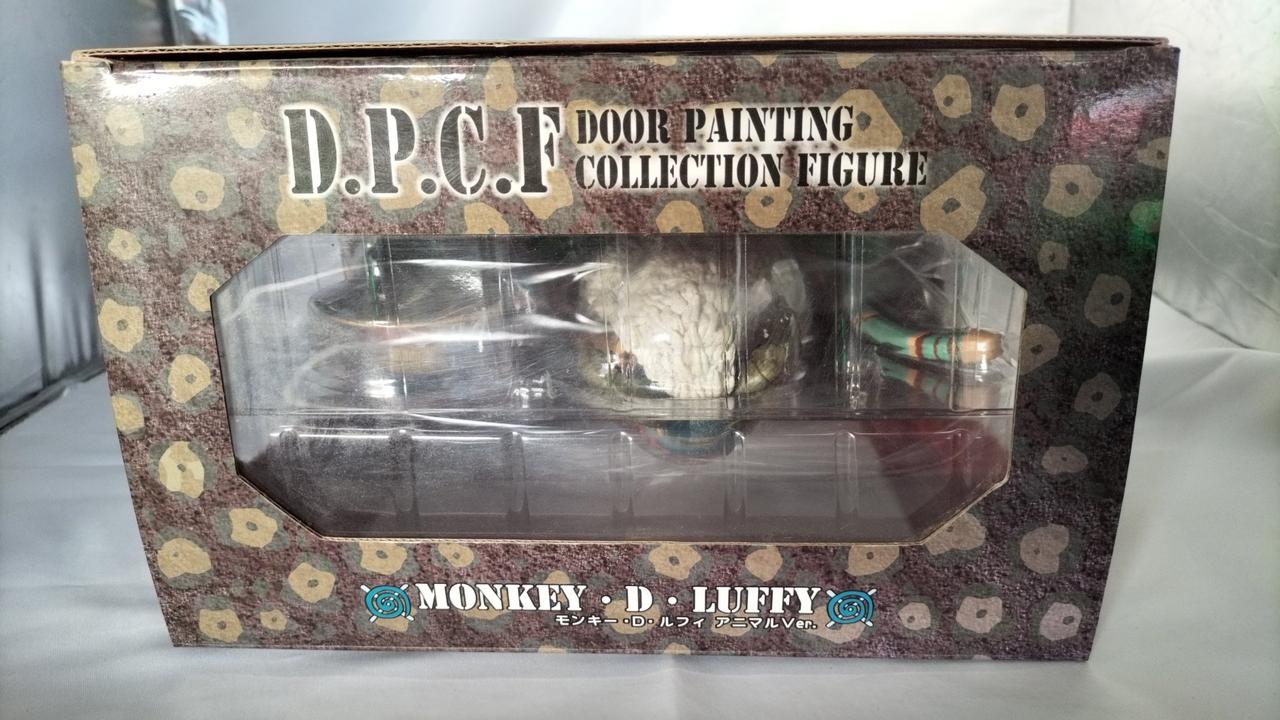 D.P.C.F DOOR PAINTING
COLLECTION FIGURE
MONKEY・D・LUFFY
モンキー・D・ルフィ アニマルVer.